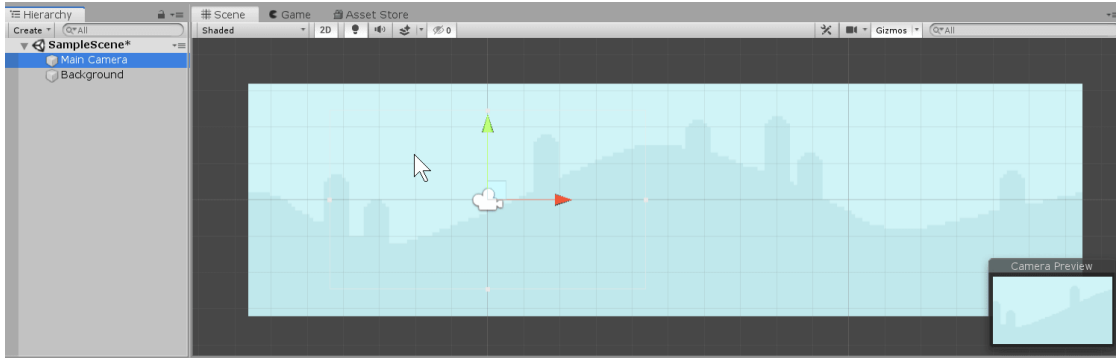 Hierarchy
Create
All
SampleScene*
Main Camera
Background
Scene
Game
Asset Store
Shaded
2D
0
Gizmos
All
Camera Preview